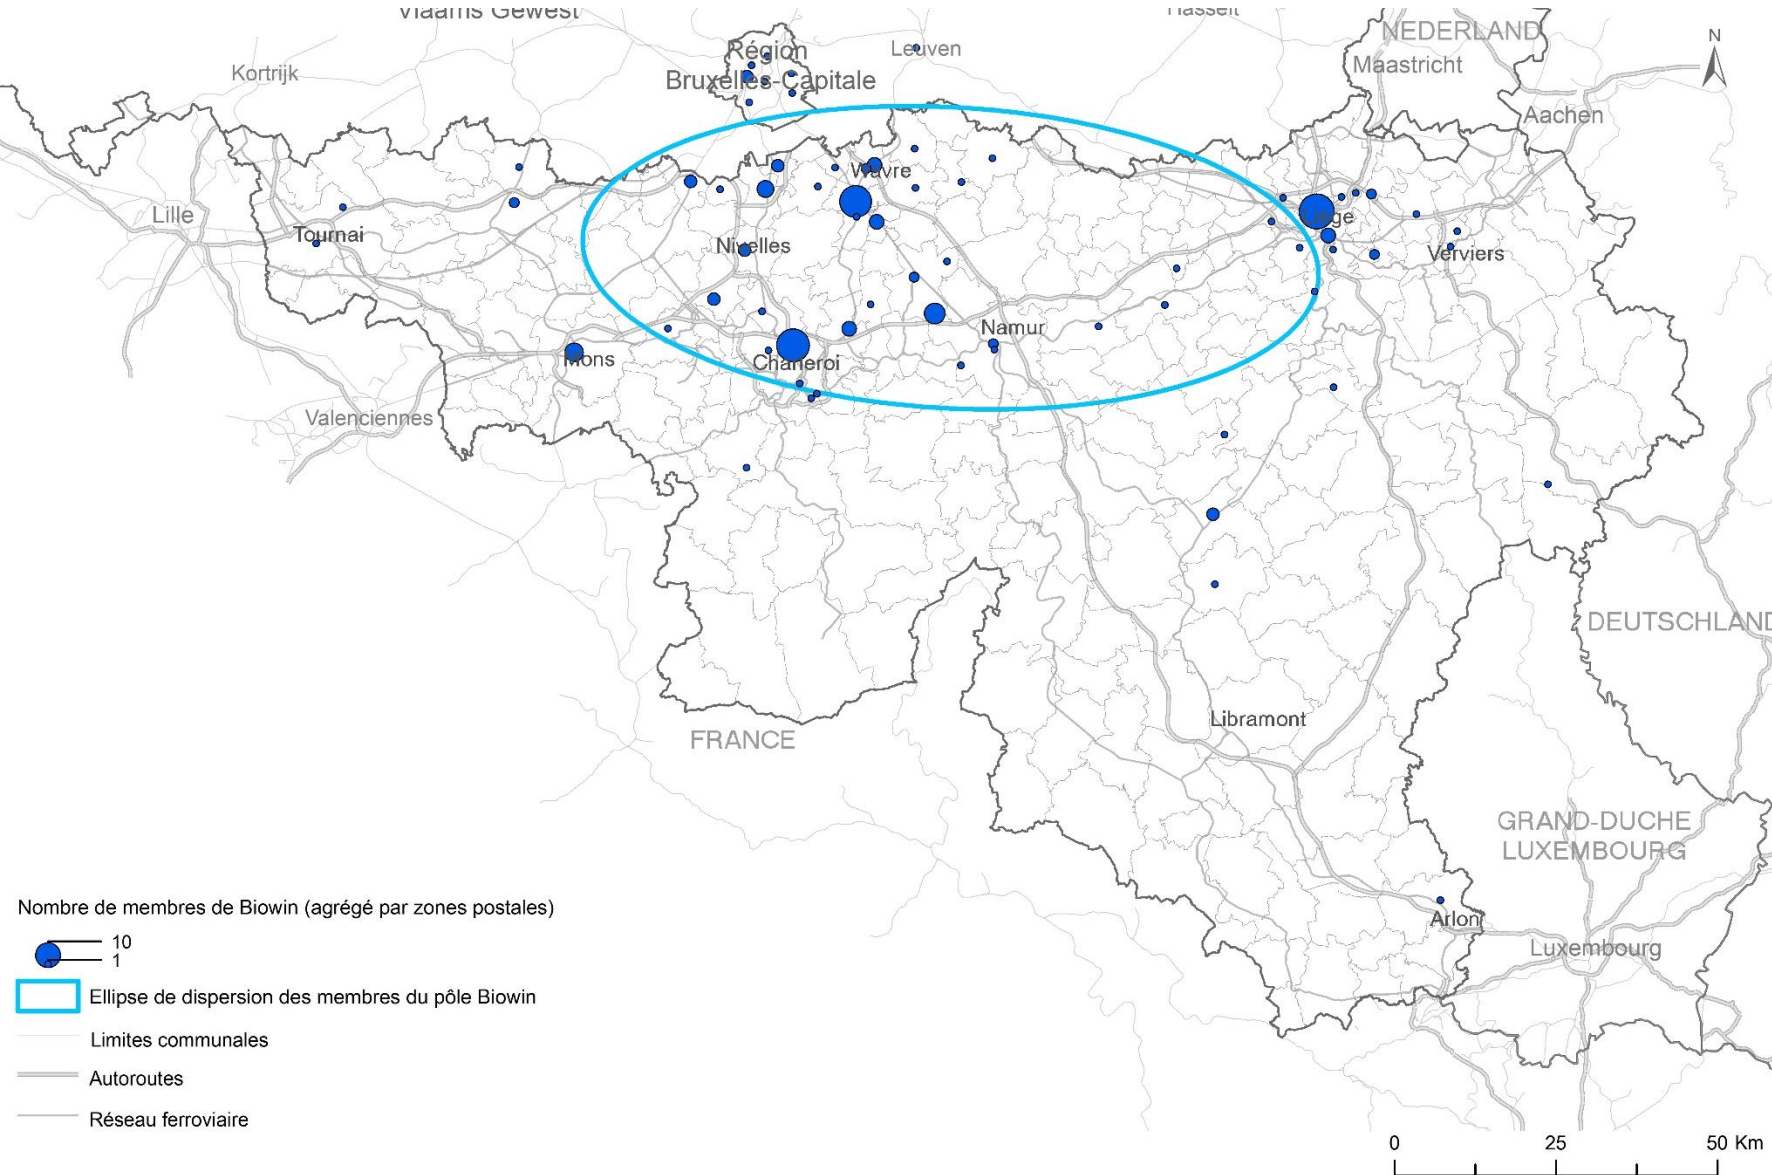 Vlaams Gewest
Hasselt
NEDERLAND
N
Région
Bruxelles-Capitale
Leuven
Kortrijk
Maastricht
Aachen
Wavre
Lille
Tournai
Nivelles
Liège
Verviers
Namur
Mons
Charleroi
Valenciennes
DEUTSCHLAND
Libramont
FRANCE
GRAND-DUCHE
LUXEMBOURG
Arlon
Luxembourg
Nombre de membres de Biowin (agrégé par zones postales)
10
1
Ellipse de dispersion des membres du pôle Biowin
Limites communales
Autoroutes
Réseau ferroviaire
0 25 50 Km